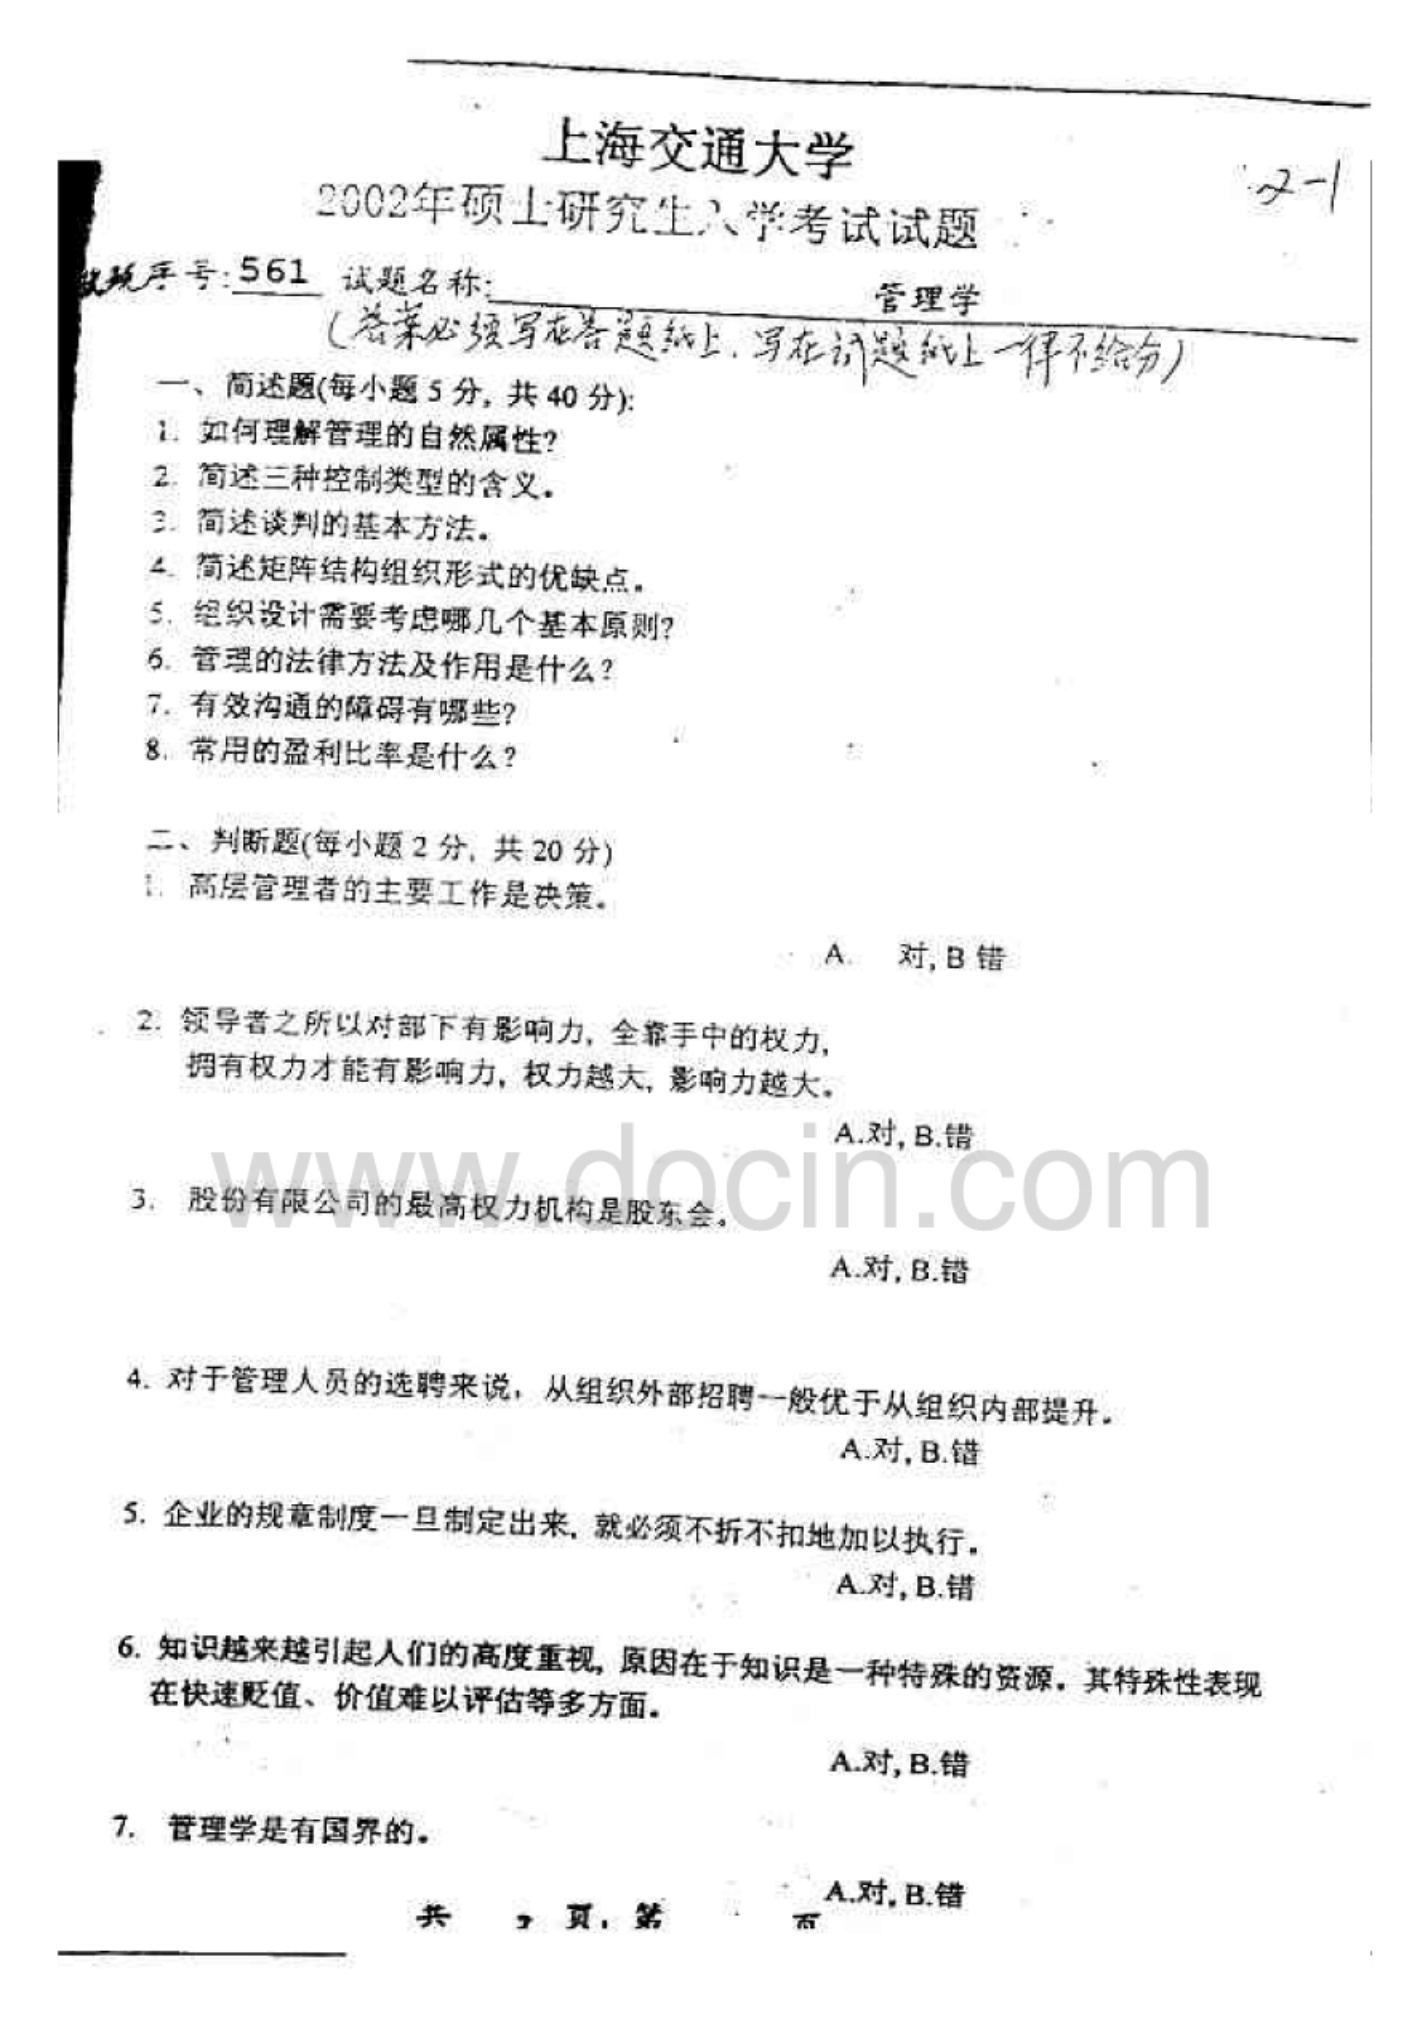 上海交通大学
2-1
2002年硕士研究生入学考试试题
试题序号:561 试题名称: 管理学
(答案必须写在答题纸上,写在试题纸上一律不给分)
一、简述题(每小题5分,共40分):
1. 如何理解管理的自然属性?
2. 简述三种控制类型的含义。
3. 简述谈判的基本方法。
4. 简述矩阵结构组织形式的优缺点。
5. 组织设计需要考虑哪几个基本原则?
6. 管理的法律方法及作用是什么?
7. 有效沟通的障碍有哪些?
8. 常用的盈利比率是什么?
二、判断题(每小题2分,共20分)
1. 高层管理者的主要工作是决策。
A. 对, B 错
2. 领导者之所以对部下有影响力,全靠手中的权力,
拥有权力才能有影响力,权力越大,影响力越大。
A.对, B.错
www.docin.com
3. 股份有限公司的最高权力机构是股东会。
A.对, B.错
4. 对于管理人员的选聘来说,从组织外部招聘一般优于从组织内部提升。
A.对, B.错
5. 企业的规章制度一旦制定出来,就必须不折不扣地加以执行。
A.对, B.错
6. 知识越来越引起人们的高度重视,原因在于知识是一种特殊的资源。其特殊性表现
在快速贬值、价值难以评估等多方面。
A.对, B.错
7. 管理学是有国界的。
A.对, B.错
共 页, 第 页